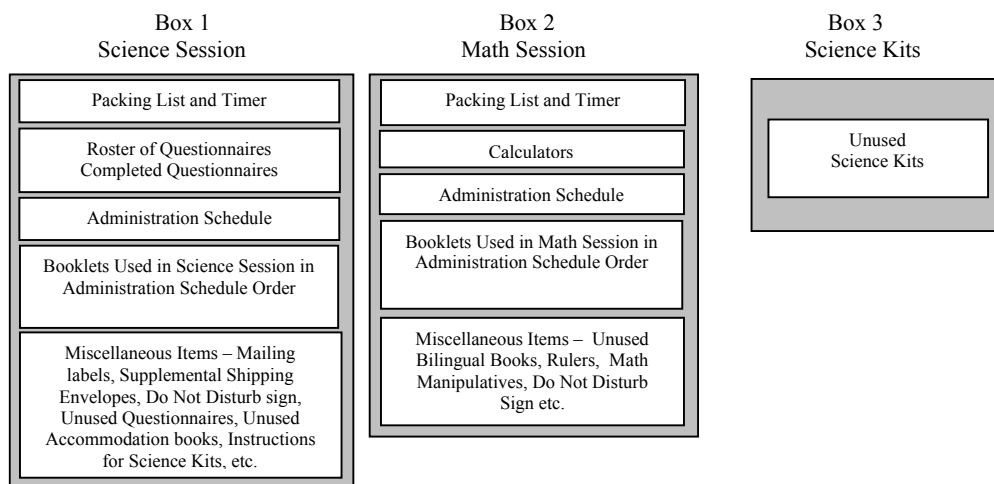 Box 1
Science Session
Packing List and Timer
Roster of Questionnaires
Completed Questionnaires
Administration Schedule
Booklets Used in Science Session in
Administration Schedule Order
Miscellaneous Items – Mailing
labels, Supplemental Shipping
Envelopes, Do Not Disturb sign,
Unused Questionnaires, Unused
Accommodation books, Instructions
for Science Kits, etc.
Box 2
Math Session
Packing List and Timer
Calculators
Administration Schedule
Booklets Used in Math Session in
Administration Schedule Order
Miscellaneous Items – Unused
Bilingual Books, Rulers, Math
Manipulatives, Do Not Disturb
Sign etc.
Box 3
Science Kits
Unused
Science Kits